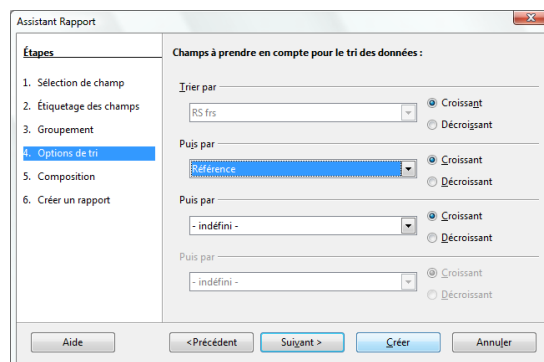 Assistant Rapport
Étapes
1. Sélection de champ
2. Étiquetage des champs
3. Groupement
4. Options de tri
5. Composition
6. Créer un rapport
Champs à prendre en compte pour le tri des données :
Trier par
RS frs
Croissant
Décroissant
Puis par
Référence
Croissant
Décroissant
Puis par
- indéfini -
Croissant
Décroissant
Puis par
- indéfini -
Croissant
Décroissant
Aide
<Précédent
Suivant >
Créer
Annuler